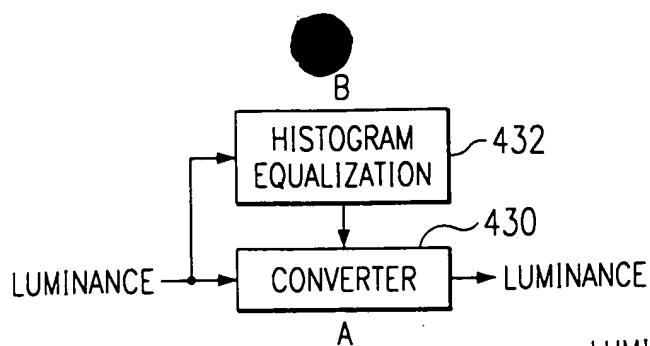 B
HISTOGRAM
EQUALIZATION
432
430
LUMINANCE
CONVERTER
LUMINANCE
A